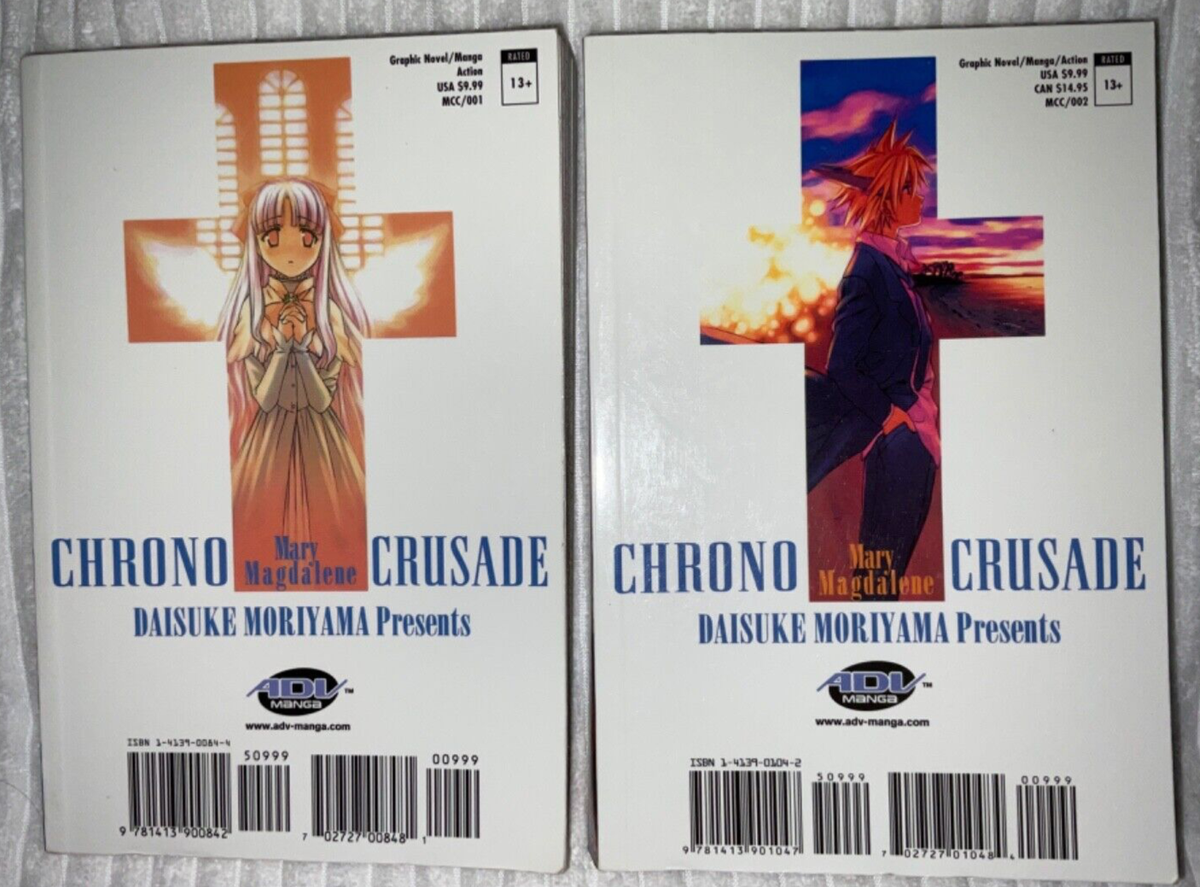 Graphic Novel/Manga
Action
USA $9.99
MCC/001
RATED
13+
CHRONO CRUSADE
Mary
Magdalene
DAISUKE MORIYAMA Presents
ADV™
MANGA
www.adv-manga.com
ISBN 1-4139-0084-4
50999
00999
9 781413 900842
7 02727 00848 1
Graphic Novel/Manga/Action
USA $9.99
CAN $14.95
MCC/002
RATED
13+
CHRONO CRUSADE
Mary
Magdalene
DAISUKE MORIYAMA Presents
ADV™
MANGA
www.adv-manga.com
ISBN 1-4139-0104-2
50999
00999
9 781413 901047
7 02727 01048 4